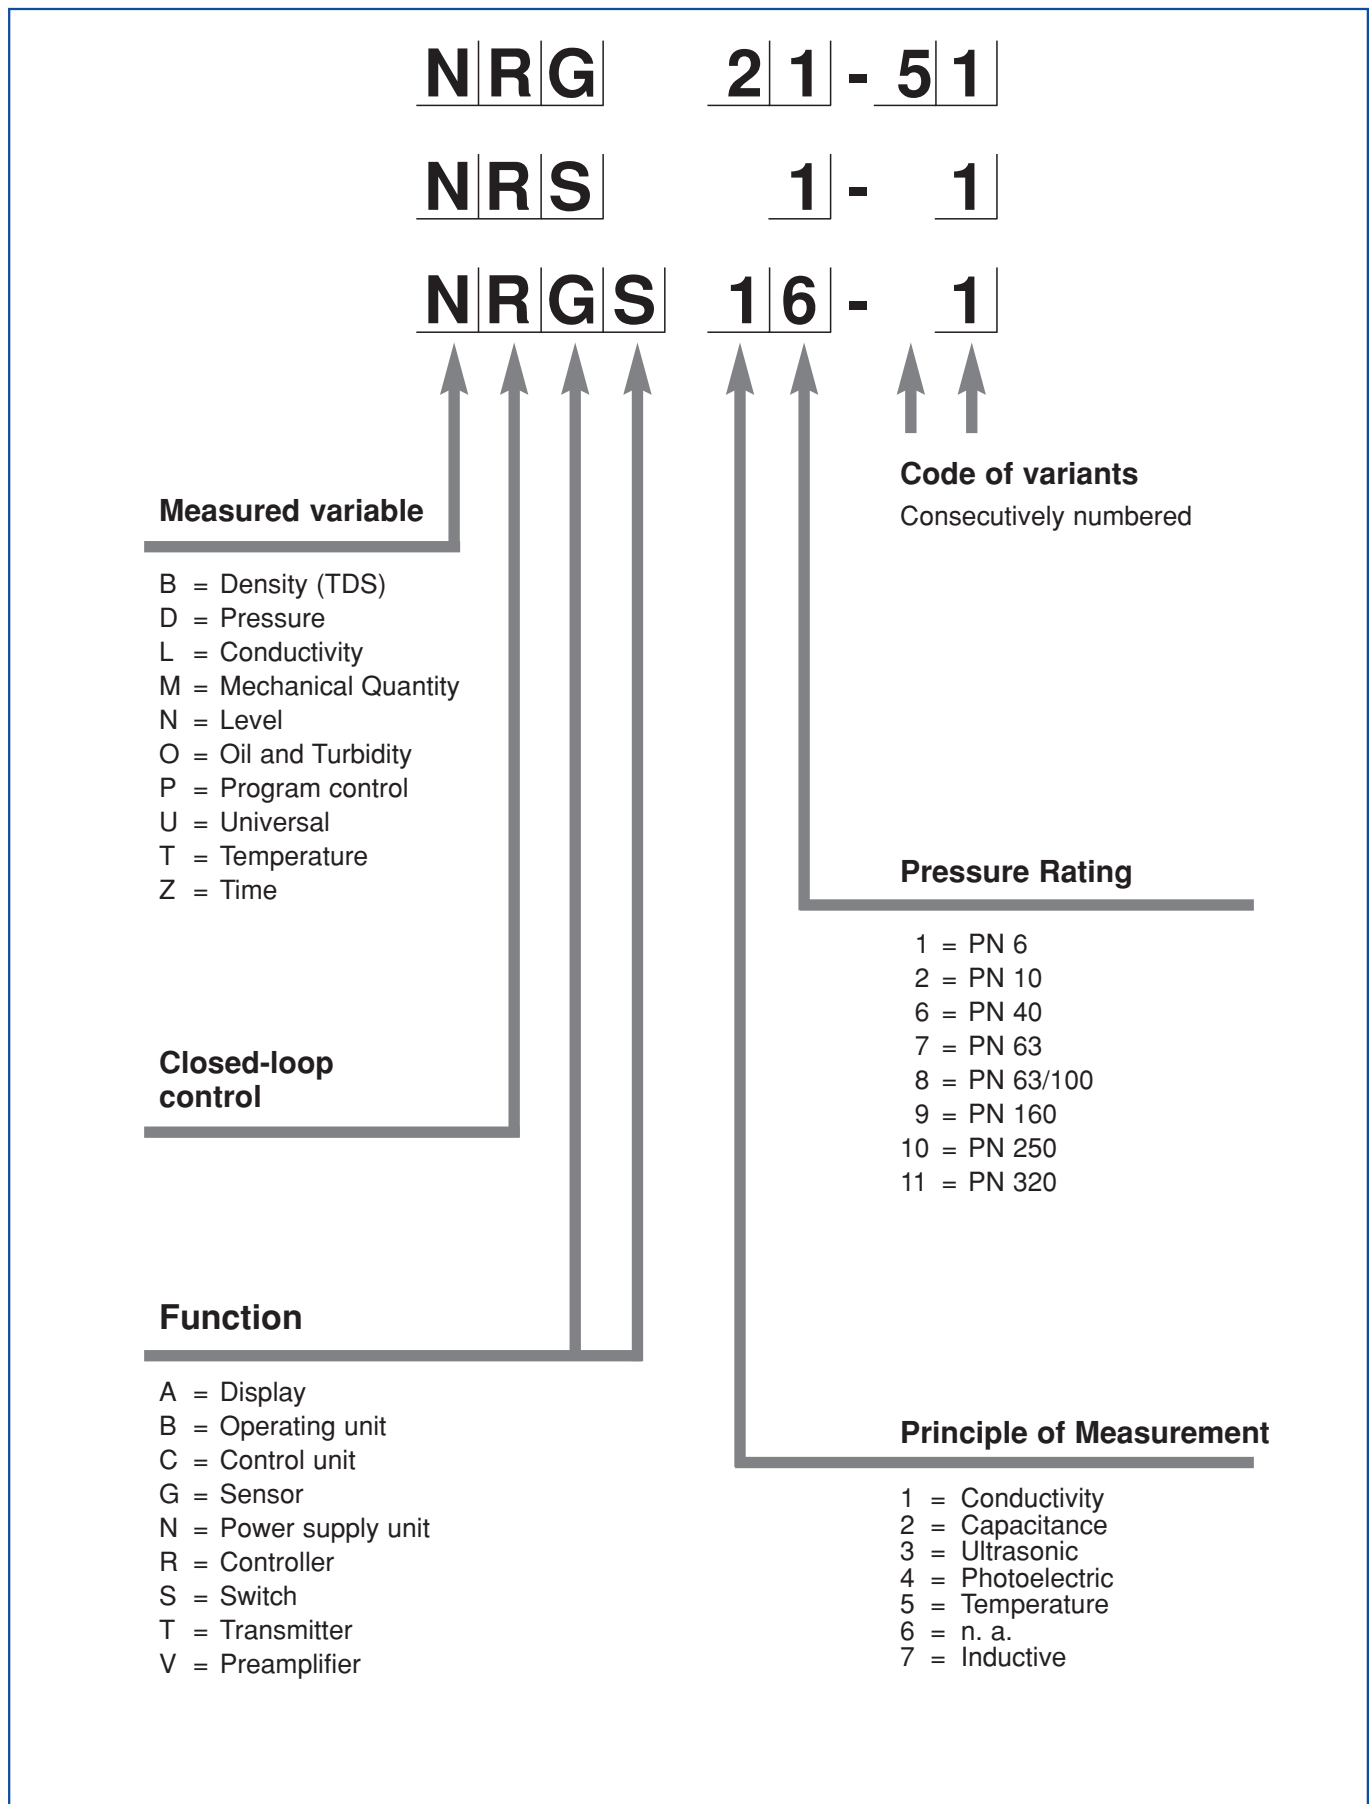 NRG 21-51
NRS 1- 1
NRGS 16- 1
Measured variable
B = Density (TDS)
D = Pressure
L = Conductivity
M = Mechanical Quantity
N = Level
O = Oil and Turbidity
P = Program control
U = Universal
T = Temperature
Z = Time
Closed-loop
control
Function
A = Display
B = Operating unit
C = Control unit
G = Sensor
N = Power supply unit
R = Controller
S = Switch
T = Transmitter
V = Preamplifier
Code of variants
Consecutively numbered
Pressure Rating
1 = PN 6
2 = PN 10
6 = PN 40
7 = PN 63
8 = PN 63/100
9 = PN 160
10 = PN 250
11 = PN 320
Principle of Measurement
1 = Conductivity
2 = Capacitance
3 = Ultrasonic
4 = Photoelectric
5 = Temperature
6 = n. a.
7 = Inductive